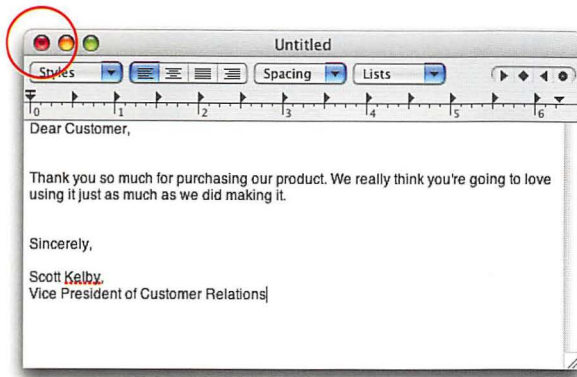 Untitled
Styles Spacing Lists
0 1 2 3 4 5 6
Dear Customer,
Thank you so much for purchasing our product. We really think you're going to love
using it just as much as we did making it.
Sincerely,
Scott Kelby,
Vice President of Customer Relations